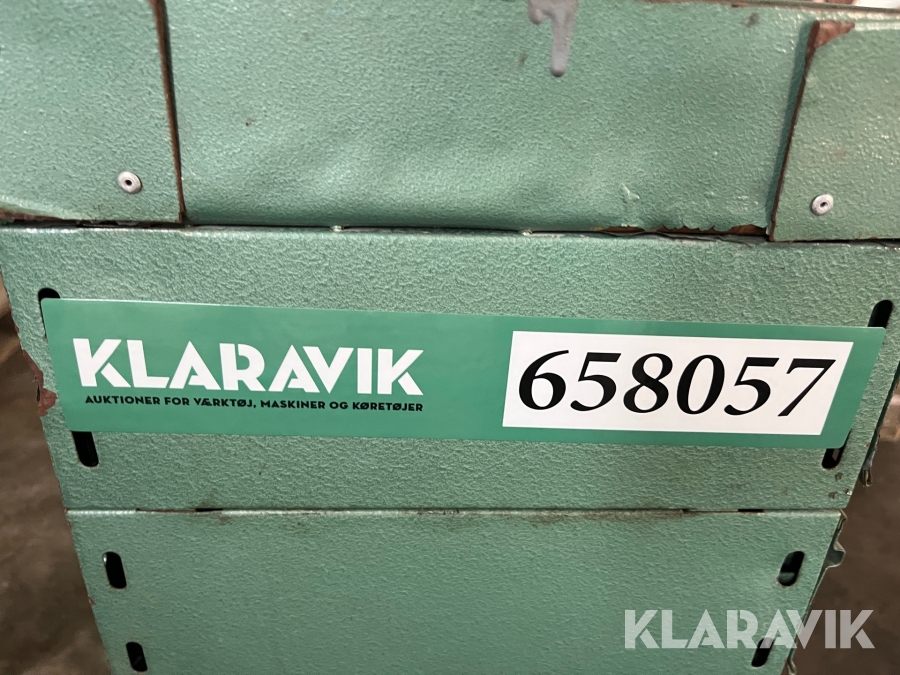 KLARAVIK
AUKTIONER FOR VÆRKTØJ, MASKINER OG KØRETØJER
658057
KLARAVIK